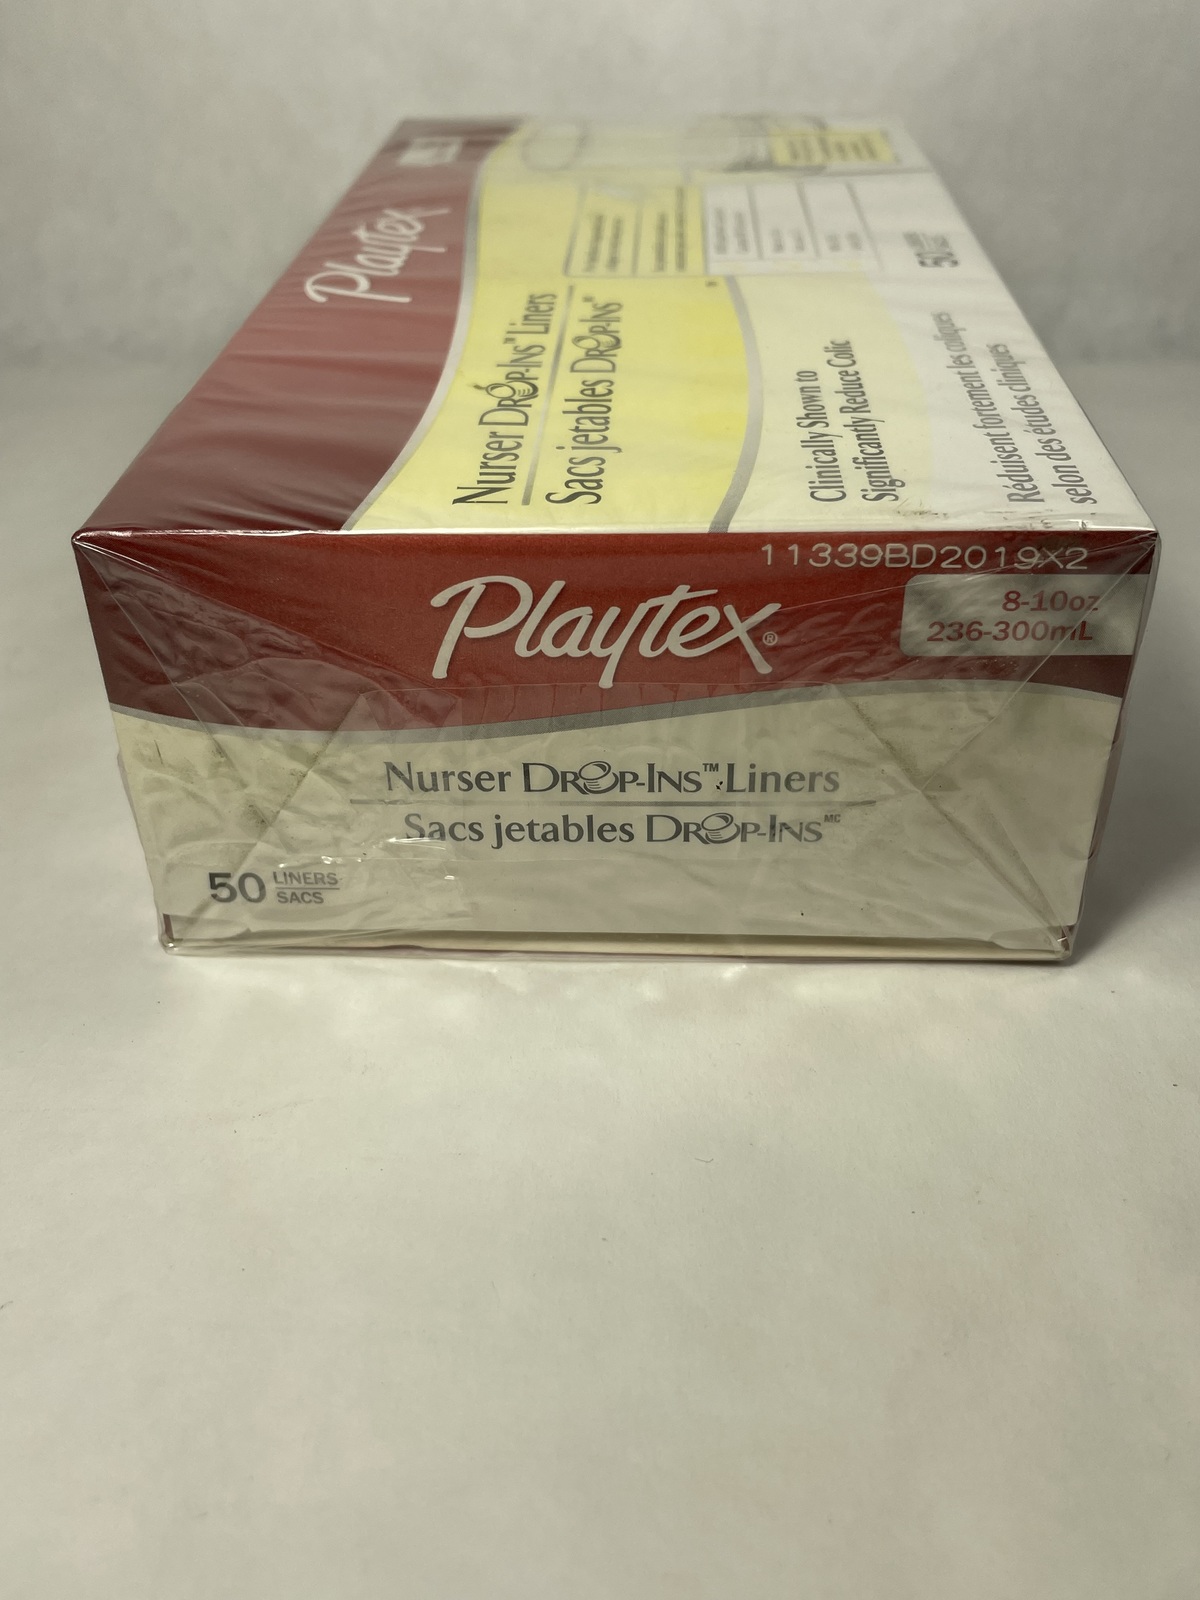 Playtex
Nurser DROP-INS™ Liners
Sacs jetables DROP-INS
50
Clinically Shown to
Significantly Reduce Colic
Réduisent fortement les coliques
selon des études cliniques
11339BD2019X2
Playtex®
8-10oz
236-300mL
Nurser DROP-INS™ Liners
Sacs jetables DROP-INS MC
50 LINERS
SACS